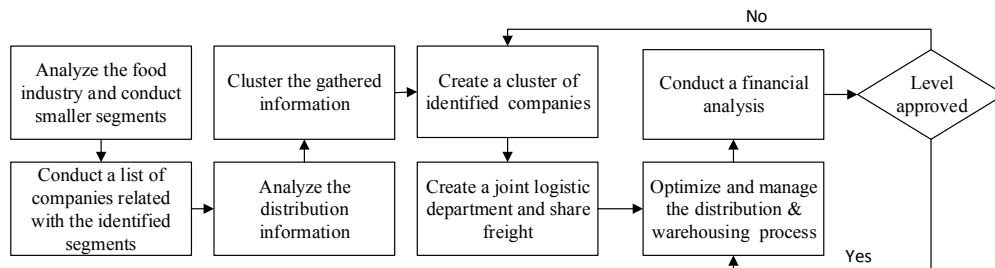 No
Analyze the food
industry and conduct
smaller segments
Cluster the gathered
information
Create a cluster of
identified companies
Conduct a financial
analysis
Level
approved
Conduct a list of
companies related
with the identified
segments
Analyze the
distribution
information
Create a joint logistic
department and share
freight
Optimize and manage
the distribution &
warehousing process
Yes